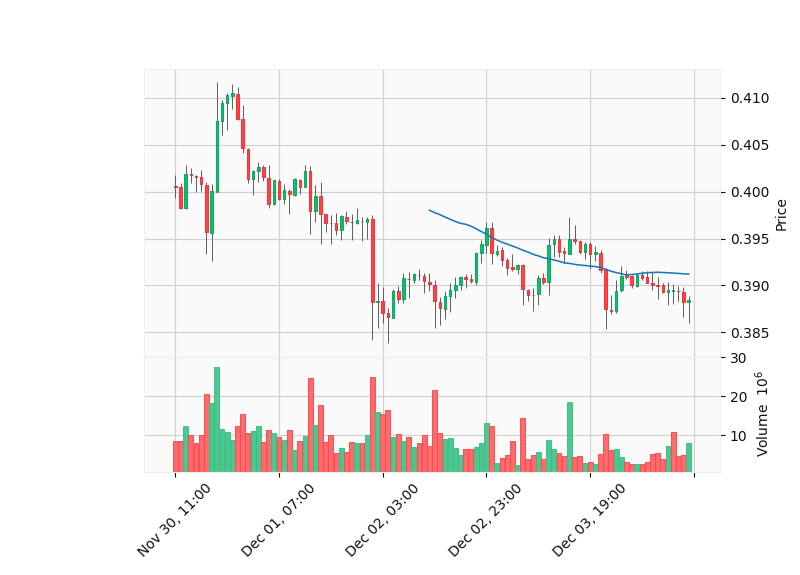 0.410
0.405
0.400
0.395
0.390
0.385
Price
30
20
10
Volume 10^6
Nov 30, 11:00
Dec 01, 07:00
Dec 02, 03:00
Dec 02, 23:00
Dec 03, 19:00